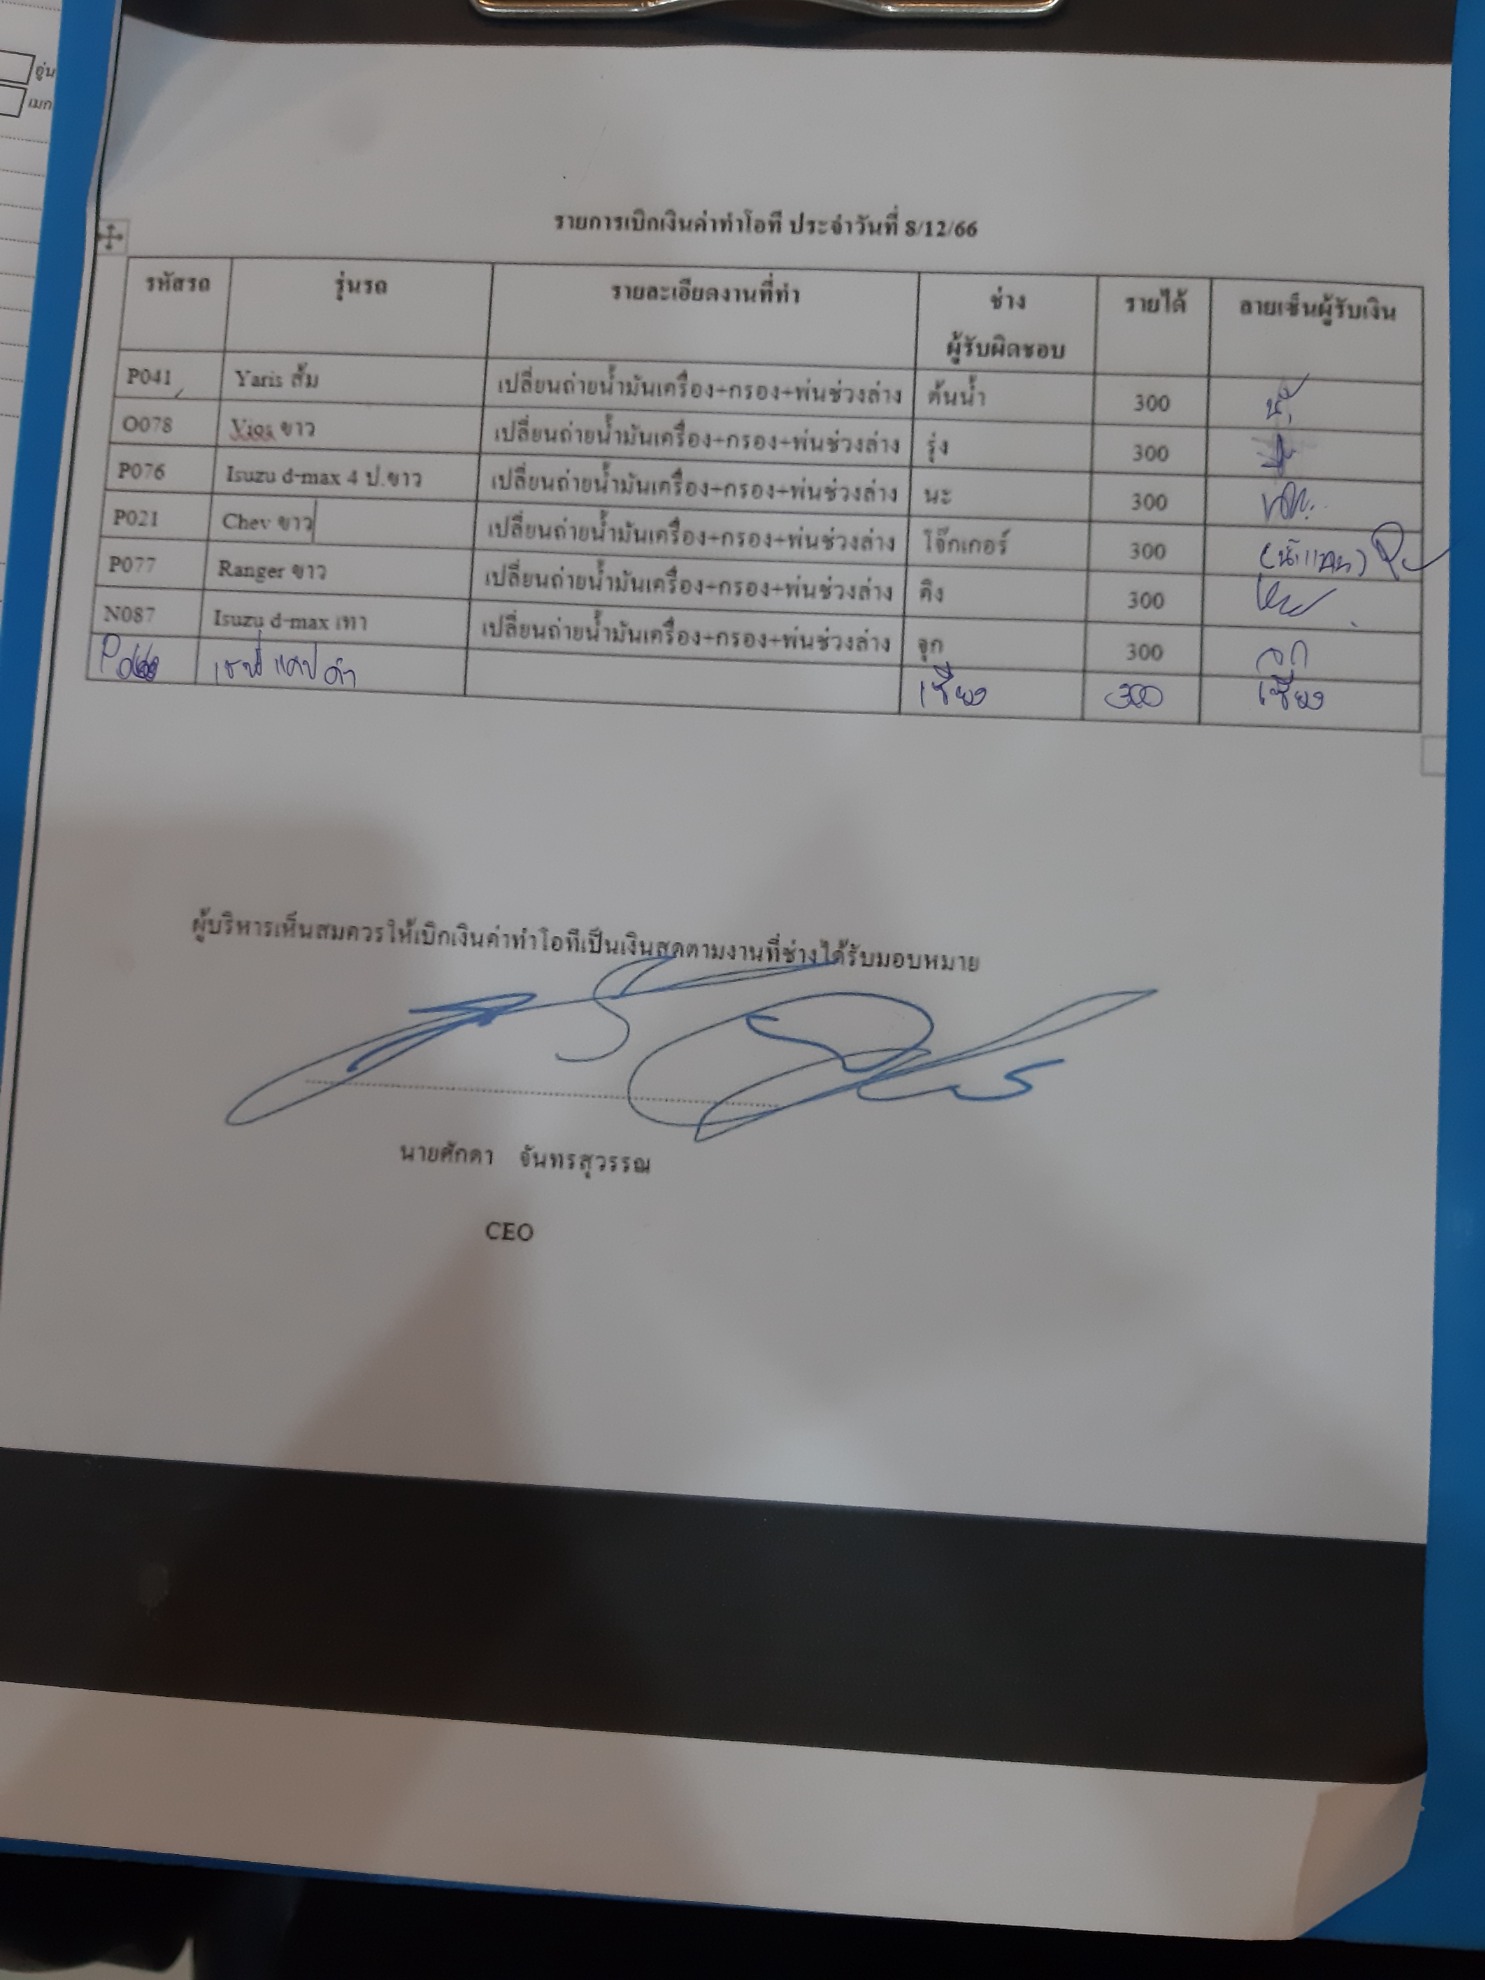 อู่น
เมก
รายการเบิกเงินค่าทำโอที ประจำวันที่ 8/12/66
รหัสรถ รุ่นรถ รายละเอียดงานที่ทำ ช่าง ผู้รับผิดชอบ รายได้ ลายเซ็นผู้รับเงิน
P041 Yaris ส้ม เปลี่ยนถ่ายน้ำมันเครื่อง+กรอง+พ่นช่วงล่าง ต้นน้ำ 300
O078 Vios ขาว เปลี่ยนถ่ายน้ำมันเครื่อง+กรอง+พ่นช่วงล่าง รุ่ง 300
P076 Isuzu d-max 4 ป.ขาว เปลี่ยนถ่ายน้ำมันเครื่อง+กรอง+พ่นช่วงล่าง นะ 300
P021 Chev ขาว เปลี่ยนถ่ายน้ำมันเครื่อง+กรอง+พ่นช่วงล่าง โจ๊กเกอร์ 300
P077 Ranger ขาว เปลี่ยนถ่ายน้ำมันเครื่อง+กรอง+พ่นช่วงล่าง คิง 300
N087 Isuzu d-max เทา เปลี่ยนถ่ายน้ำมันเครื่อง+กรอง+พ่นช่วงล่าง จุก 300 จุก
แคปดำ เซียง 300 เซียง
ผู้บริหารเห็นสมควรให้เบิกเงินค่าทำโอทีเป็นเงินสดตามงานที่ช่างได้รับมอบหมาย
นายศักดา จันทรสุวรรณ
CEO